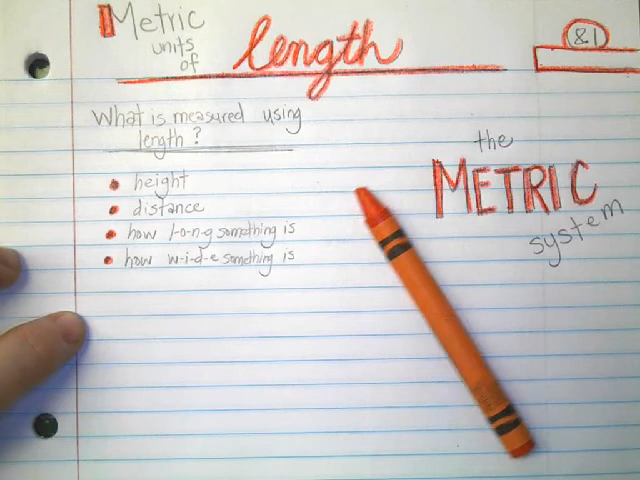 Metric
units
of
length
&1
What is measured using
length?
the
METRIC
system
height
distance
how l-o-n-g something is
how w-i-d-e something is